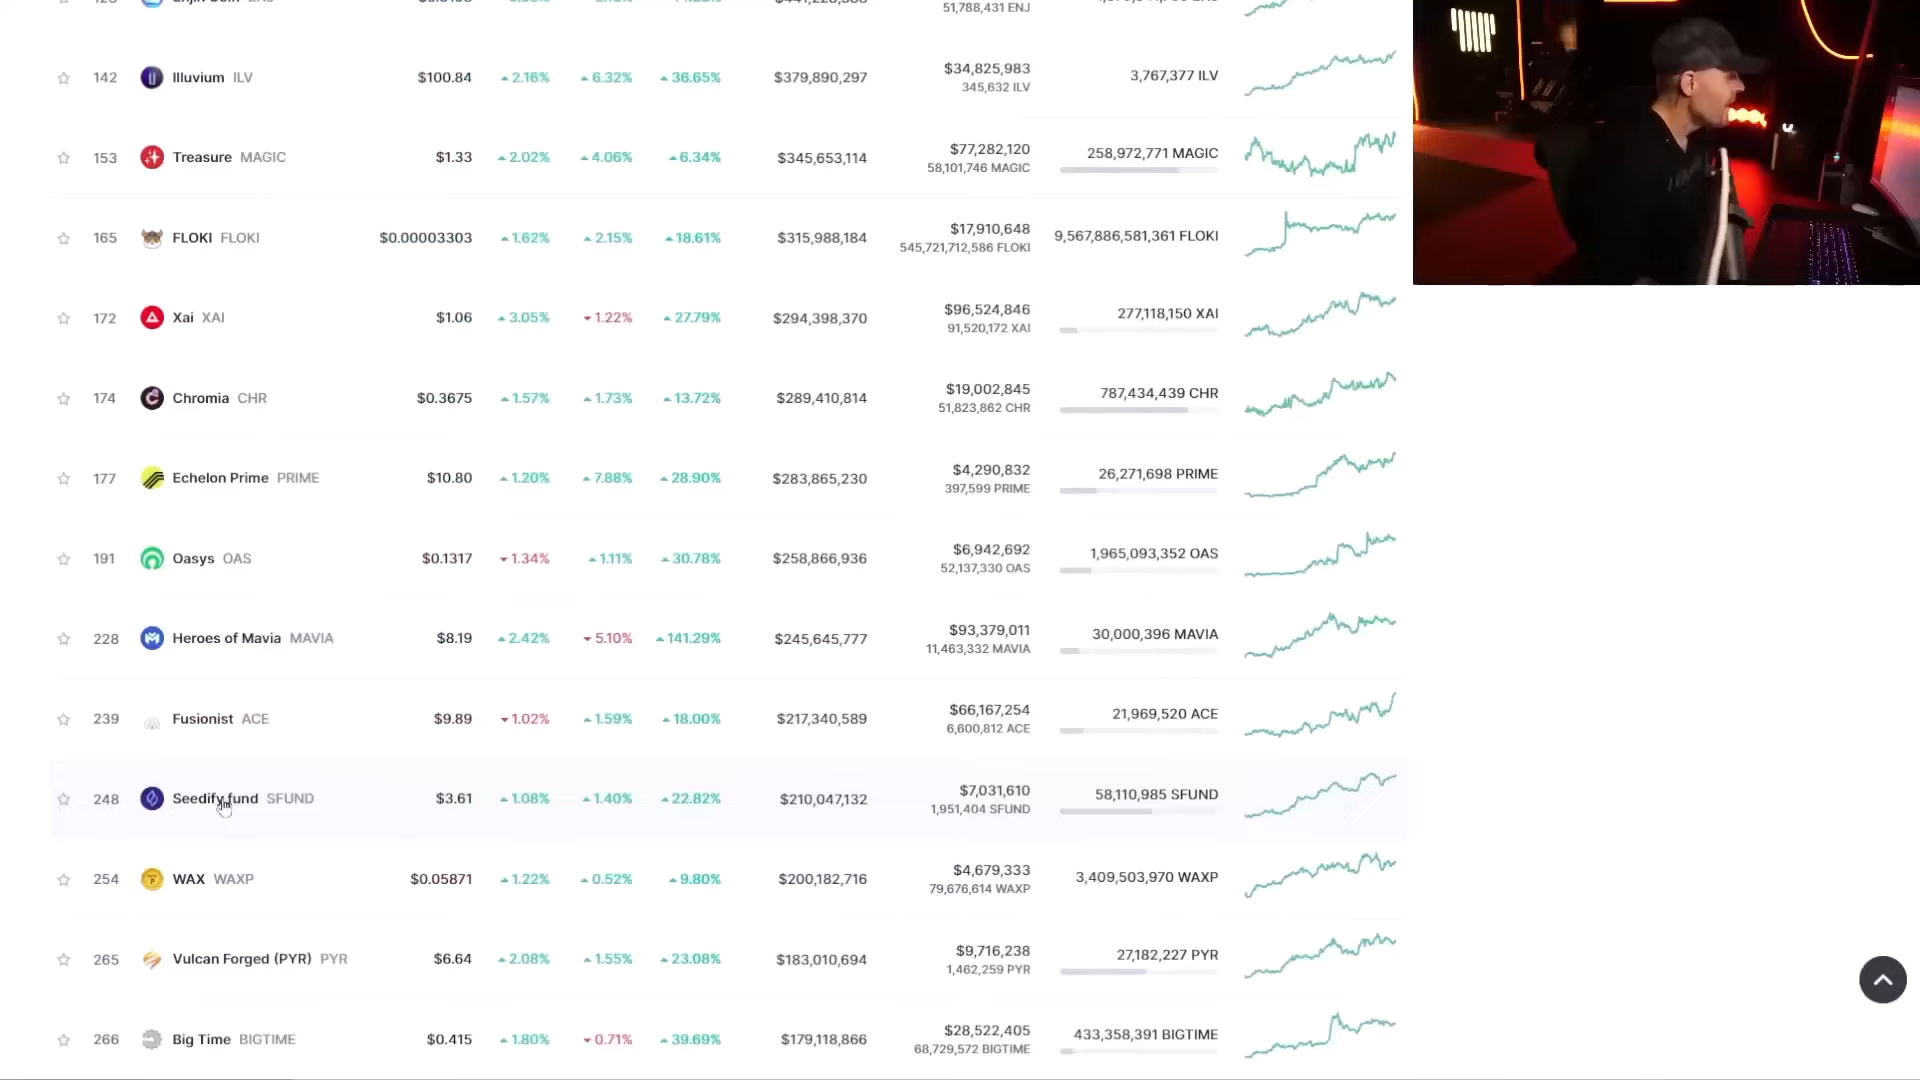 51,788,431 ENJ
142 Illuvium ILV $100.84 2.16% 6.32% 36.65% $379,890,297 $34,825,983 3,767,377 ILV
345,632 ILV
153 Treasure MAGIC $1.33 2.02% 4.06% 6.34% $345,653,114 $77,282,120 258,972,771 MAGIC
58,101,746 MAGIC
165 FLOKI FLOKI $0.00003303 1.62% 2.15% 18.61% $315,988,184 $17,910,648 9,567,886,581,361 FLOKI
545,721,712,586 FLOKI
172 Xai XAI $1.06 3.05% 1.22% 27.79% $294,398,370 $96,524,846 277,118,150 XAI
91,520,172 XAI
174 Chromia CHR $0.3675 1.57% 1.73% 13.72% $289,410,814 $19,002,845 787,434,439 CHR
51,823,862 CHR
177 Echelon Prime PRIME $10.80 1.20% 7.88% 28.90% $283,865,230 $4,290,832 26,271,698 PRIME
397,599 PRIME
191 Oasys OAS $0.1317 1.34% 1.11% 30.78% $258,866,936 $6,942,692 1,965,093,352 OAS
52,137,330 OAS
228 Heroes of Mavia MAVIA $8.19 2.42% 5.10% 141.29% $245,645,777 $93,379,011 30,000,396 MAVIA
11,463,332 MAVIA
239 Fusionist ACE $9.89 1.02% 1.59% 18.00% $217,340,589 $66,167,254 21,969,520 ACE
6,600,812 ACE
248 Seedify.fund SFUND $3.61 1.08% 1.40% 22.82% $210,047,132 $7,031,610 58,110,985 SFUND
1,951,404 SFUND
254 WAX WAXP $0.05871 1.22% 0.52% 9.80% $200,182,716 $4,679,333 3,409,503,970 WAXP
79,676,614 WAXP
265 Vulcan Forged (PYR) PYR $6.64 2.08% 1.55% 23.08% $183,010,694 $9,716,238 27,182,227 PYR
1,462,259 PYR
266 Big Time BIGTIME $0.415 1.80% 0.71% 39.69% $179,118,866 $28,522,405 433,358,391 BIGTIME
68,729,572 BIGTIME